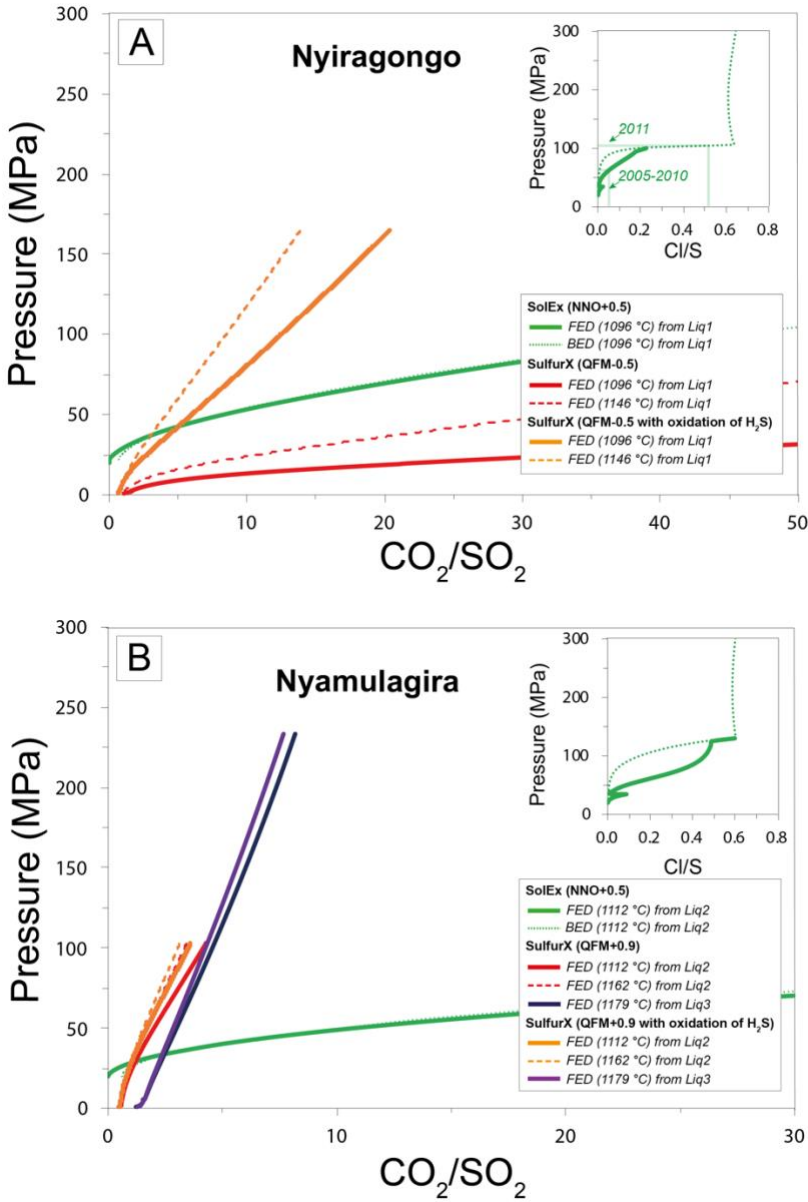 A
Nyiragongo
Pressure (MPa)
300
250
200
150
100
50
0
0
10
20
30
40
50
CO₂/SO₂
Pressure (MPa)
300
200
100
0
0.0
0.2
0.4
0.6
0.8
Cl/S
2011
2005-2010
SolEx (NNO+0.5)
FED (1096 °C) from Liq1
BED (1096 °C) from Liq1
SulfurX (QFM-0.5)
FED (1096 °C) from Liq1
FED (1146 °C) from Liq1
SulfurX (QFM-0.5 with oxidation of H₂S)
FED (1096 °C) from Liq1
FED (1146 °C) from Liq1
B
Nyamulagira
Pressure (MPa)
300
250
200
150
100
50
0
0
10
20
30
CO₂/SO₂
Pressure (MPa)
300
200
100
0
0.0
0.2
0.4
0.6
0.8
Cl/S
SolEx (NNO+0.5)
FED (1112 °C) from Liq2
BED (1112 °C) from Liq2
SulfurX (QFM+0.9)
FED (1112 °C) from Liq2
FED (1162 °C) from Liq2
FED (1179 °C) from Liq3
SulfurX (QFM+0.9 with oxidation of H₂S)
FED (1112 °C) from Liq2
FED (1162 °C) from Liq2
FED (1179 °C) from Liq3